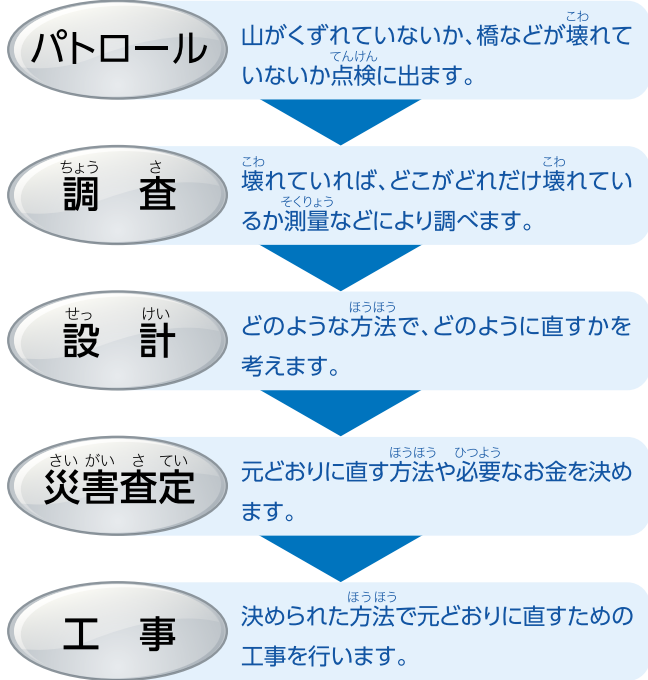 パトロール
山がくずれていないか、橋などが壊れて
いないか点検に出ます。
調査
壊れていれば、どこがどれだけ壊れてい
るか測量などにより調べます。
設計
どのような方法で、どのように直すかを
考えます。
災害査定
元どおりに直す方法や必要なお金を決め
ます。
工事
決められた方法で元どおりに直すための
工事を行います。